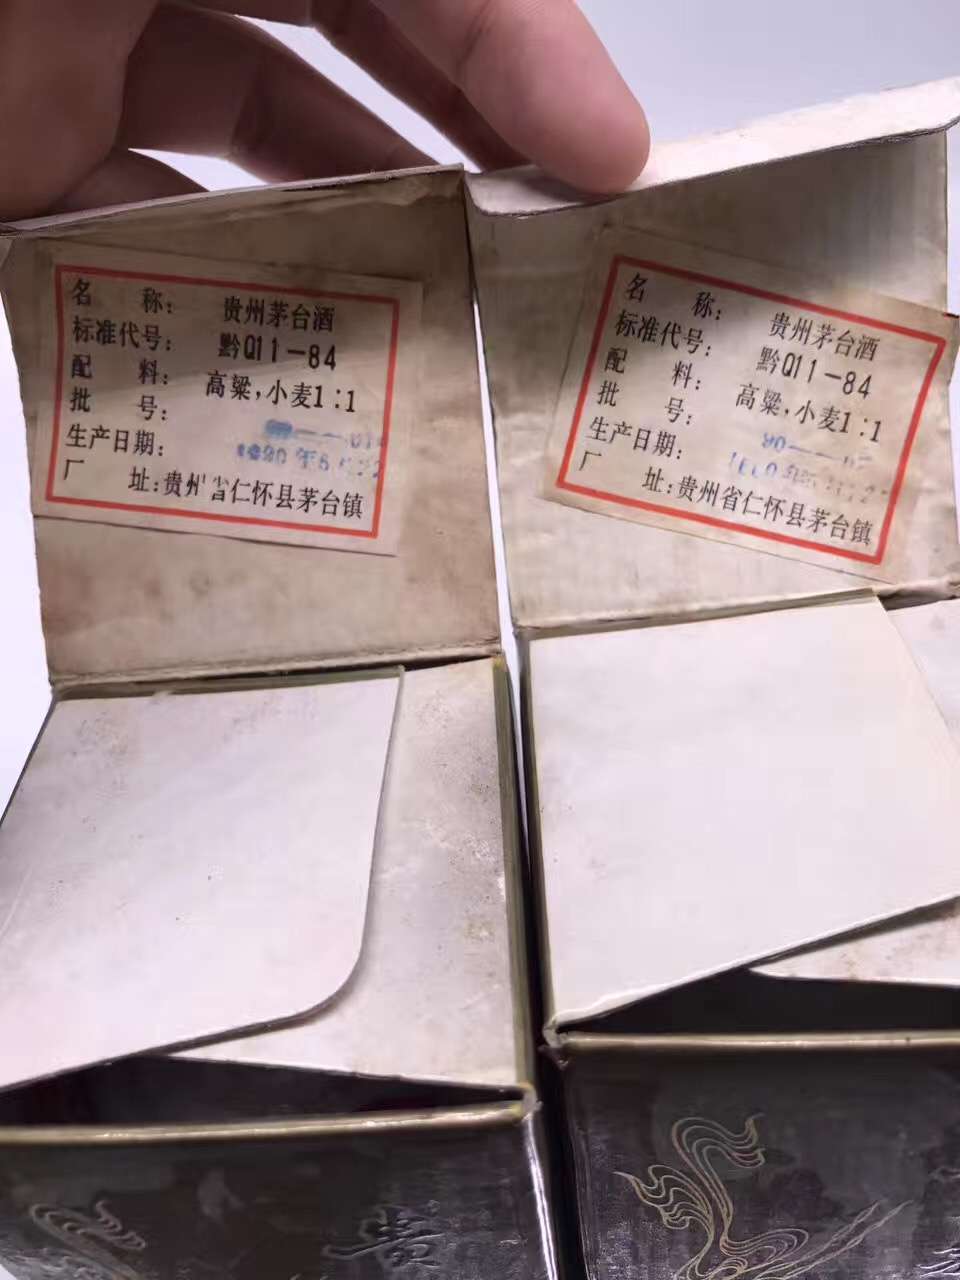 名 称： 贵州茅台酒
标准代号： 黔Q11-84
配 料： 高粱，小麦1:1
批 号：
生产日期：
厂 址：贵州省仁怀县茅台镇
名 称： 贵州茅台酒
标准代号： 黔Q11-84
配 料： 高粱，小麦1:1
批 号：
生产日期：
厂 址：贵州省仁怀县茅台镇
贵